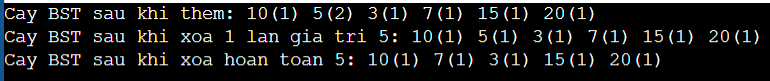 Cay BST sau khi them: 10(1) 5(2) 3(1) 7(1) 15(1) 20(1)
Cay BST sau khi xoa 1 lan gia tri 5: 10(1) 5(1) 3(1) 7(1) 15(1) 20(1)
Cay BST sau khi xoa hoan toan 5: 10(1) 7(1) 3(1) 15(1) 20(1)